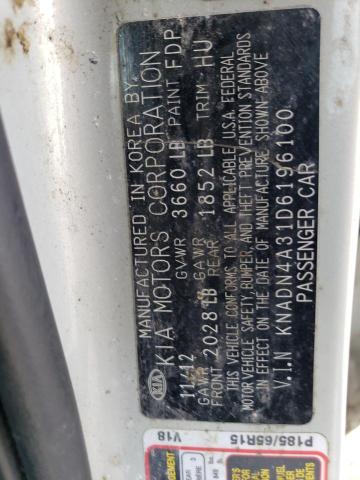 MANUFACTURED IN KOREA BY
KIA KIA MOTORS CORPORATION
11/12 GVWR 3660 LB PAINT FDP
GAWR GAWR
FRONT 2028 LB REAR 1852 LB TRIM HU
THIS VEHICLE CONFORMS TO ALL APPLICABLE U.S.A. FEDERAL
MOTOR VEHICLE SAFETY, BUMPER, AND THEFT PREVENTION STANDARDS
IN EFFECT ON THE DATE OF MANUFACTURE SHOWN ABOVE
V.I.N KNADN4A31D6196100
PASSENGER CAR
P185/65R15
V18